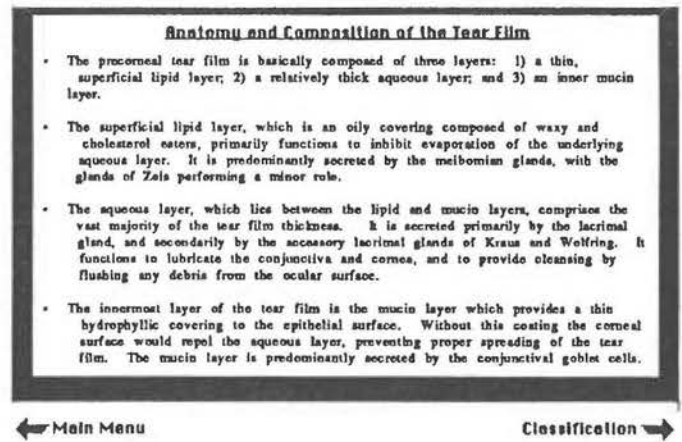 Anatomy and Composition of the Tear Film
• The precorneal tear film is basically composed of three layers: 1) a thin,
superficial lipid layer; 2) a relatively thick aqueous layer; and 3) an inner mucin
layer.
• The superficial lipid layer, which is an oily covering composed of waxy and
cholesterol esters, primarily functions to inhibit evaporation of the underlying
aqueous layer. It is predominantly secreted by the meibomian glands, with the
glands of Zeis performing a minor role.
• The aqueous layer, which lies between the lipid and mucin layers, comprises the
vast majority of the tear film thickness. It is secreted primarily by the lacrimal
gland, and secondarily by the accessory lacrimal glands of Kraus and Wolfring. It
functions to lubricate the conjunctiva and cornea, and to provide cleansing by
flushing any debris from the ocular surface.
• The innermost layer of the tear film is the mucin layer which provides a thin
hydrophyllic covering to the epithelial surface. Without this coating the corneal
surface would repel the aqueous layer, preventing proper spreading of the tear
film. The mucin layer is predominantly secreted by the conjunctival goblet cells.
Main Menu
Classification